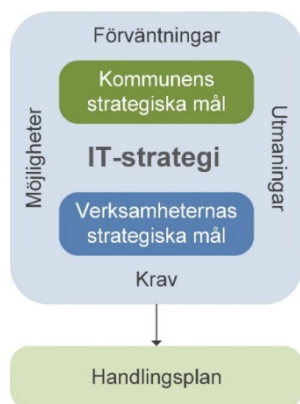 Förväntningar
Kommunens
strategiska mål
Möjligheter
IT-strategi
Utmaningar
Verksamheternas
strategiska mål
Krav
Handlingsplan